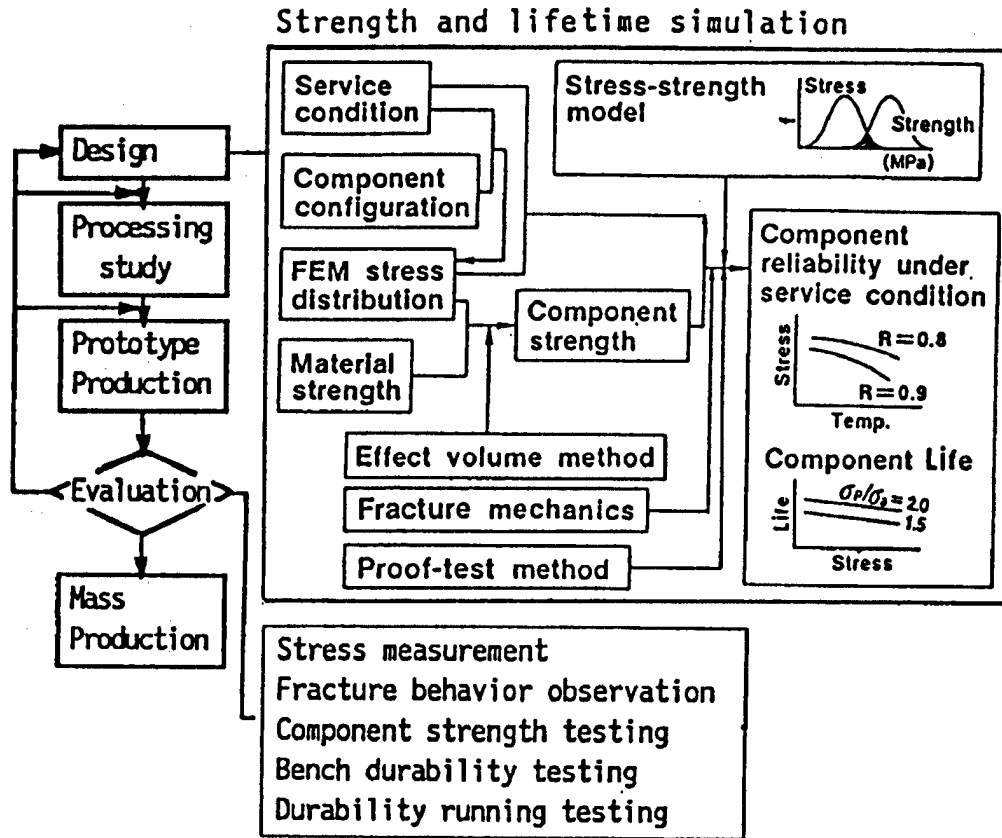 Strength and lifetime simulation
Design
Processing
study
Prototype
Production
Evaluation
Mass
Production
Service
condition
Component
configuration
FEM stress
distribution
Material
strength
Component
strength
Effect volume method
Fracture mechanics
Proof-test method
Stress-strength
model
Stress
Strength
(MPa)
Component
reliability under
service condition
Stress
R=0.8
R=0.9
Temp.
Component Life
Life
σp/σa=2.0
1.5
Stress
Stress measurement
Fracture behavior observation
Component strength testing
Bench durability testing
Durability running testing